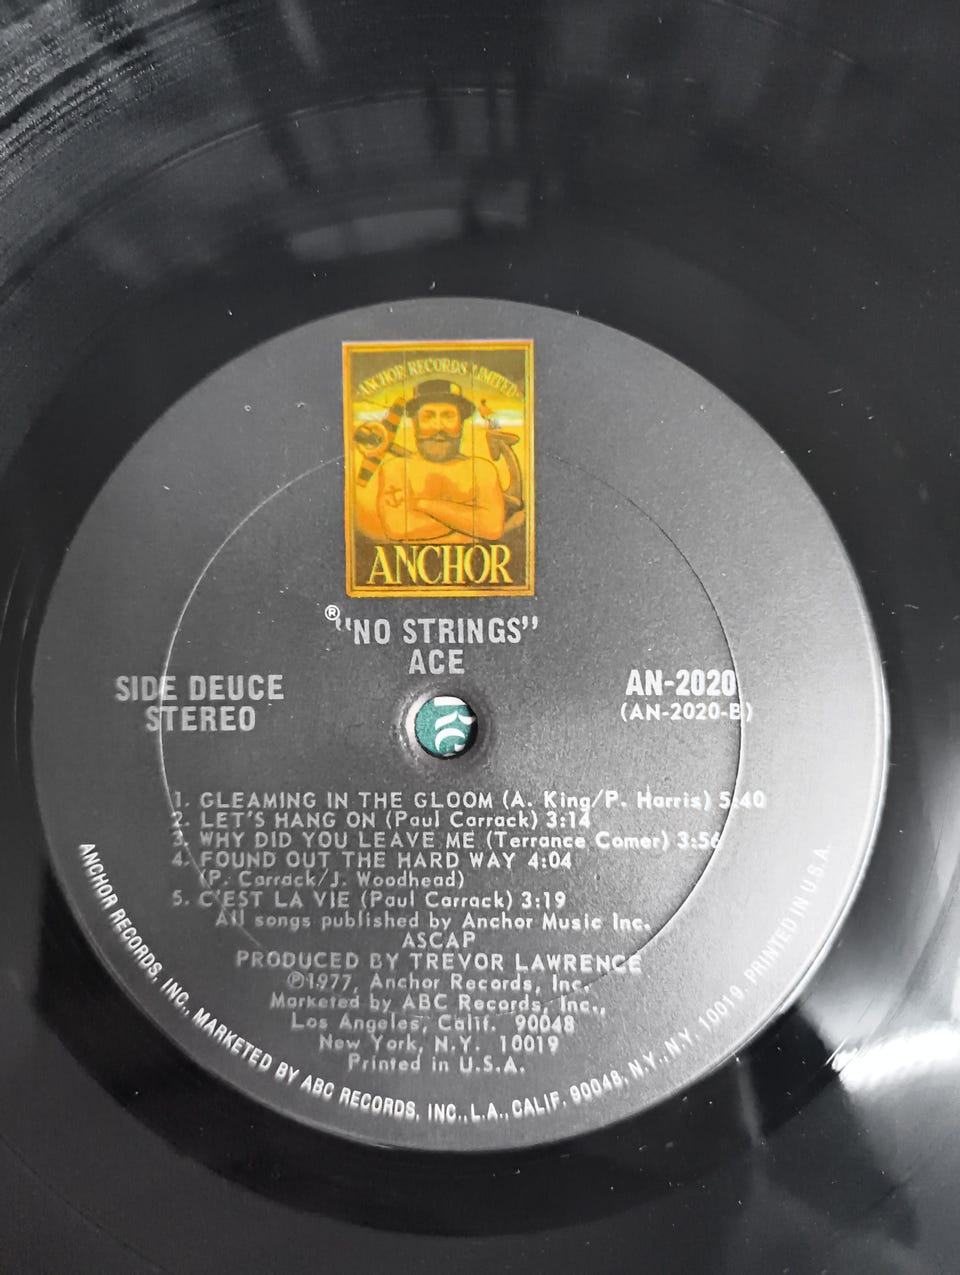 ANCHOR RECORDS LIMITED
ANCHOR
®
"NO STRINGS"
ACE
SIDE DEUCE
STEREO
AN-2020
(AN-2020-B)
RC
1. GLEAMING IN THE GLOOM (A. King/P. Harris) 5:40
2. LET'S HANG ON (Paul Carrack) 3:14
3. WHY DID YOU LEAVE ME (Terrance Comer) 3:56
4. FOUND OUT THE HARD WAY 4:04
(P. Carrack/J. Woodhead)
5. C'EST LA VIE (Paul Carrack) 3:19
All songs published by Anchor Music Inc.
ASCAP
PRODUCED BY TREVOR LAWRENCE
℗1977, Anchor Records, Inc.
Marketed by ABC Records, Inc.,
Los Angeles, Calif. 90048
New York, N.Y. 10019
Printed in U.S.A.
ANCHOR RECORDS, INC., MARKETED BY ABC RECORDS, INC., L.A., CALIF. 90048, N.Y., N.Y. 10019. PRINTED IN U.S.A.